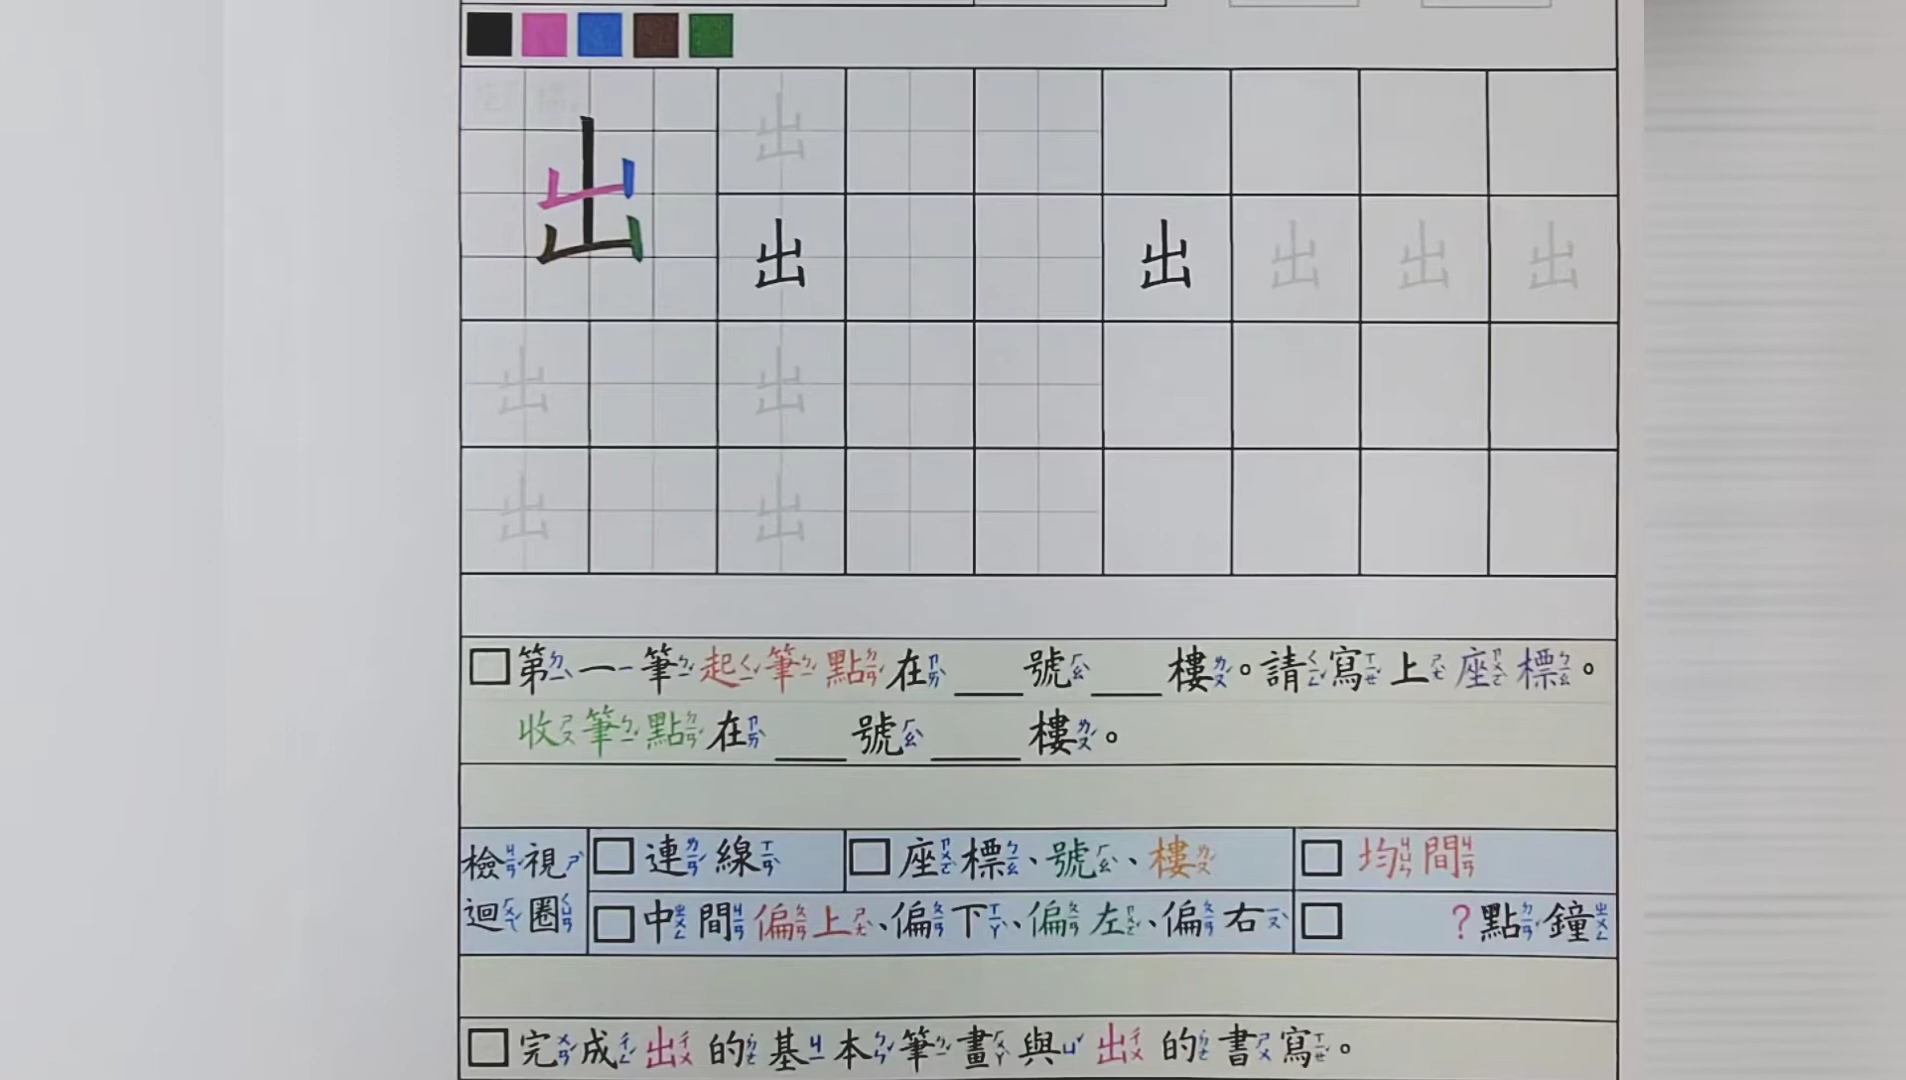 出 出
出 出 出 出 出
出 出
出 出
第一筆起筆點在___號___樓。請寫上座標。
收筆點在___號___樓。
檢視迴圈
連線 座標、號、樓 均間
中間偏上、偏下、偏左、偏右 ?點鐘
完成出的基本筆畫與出的書寫。